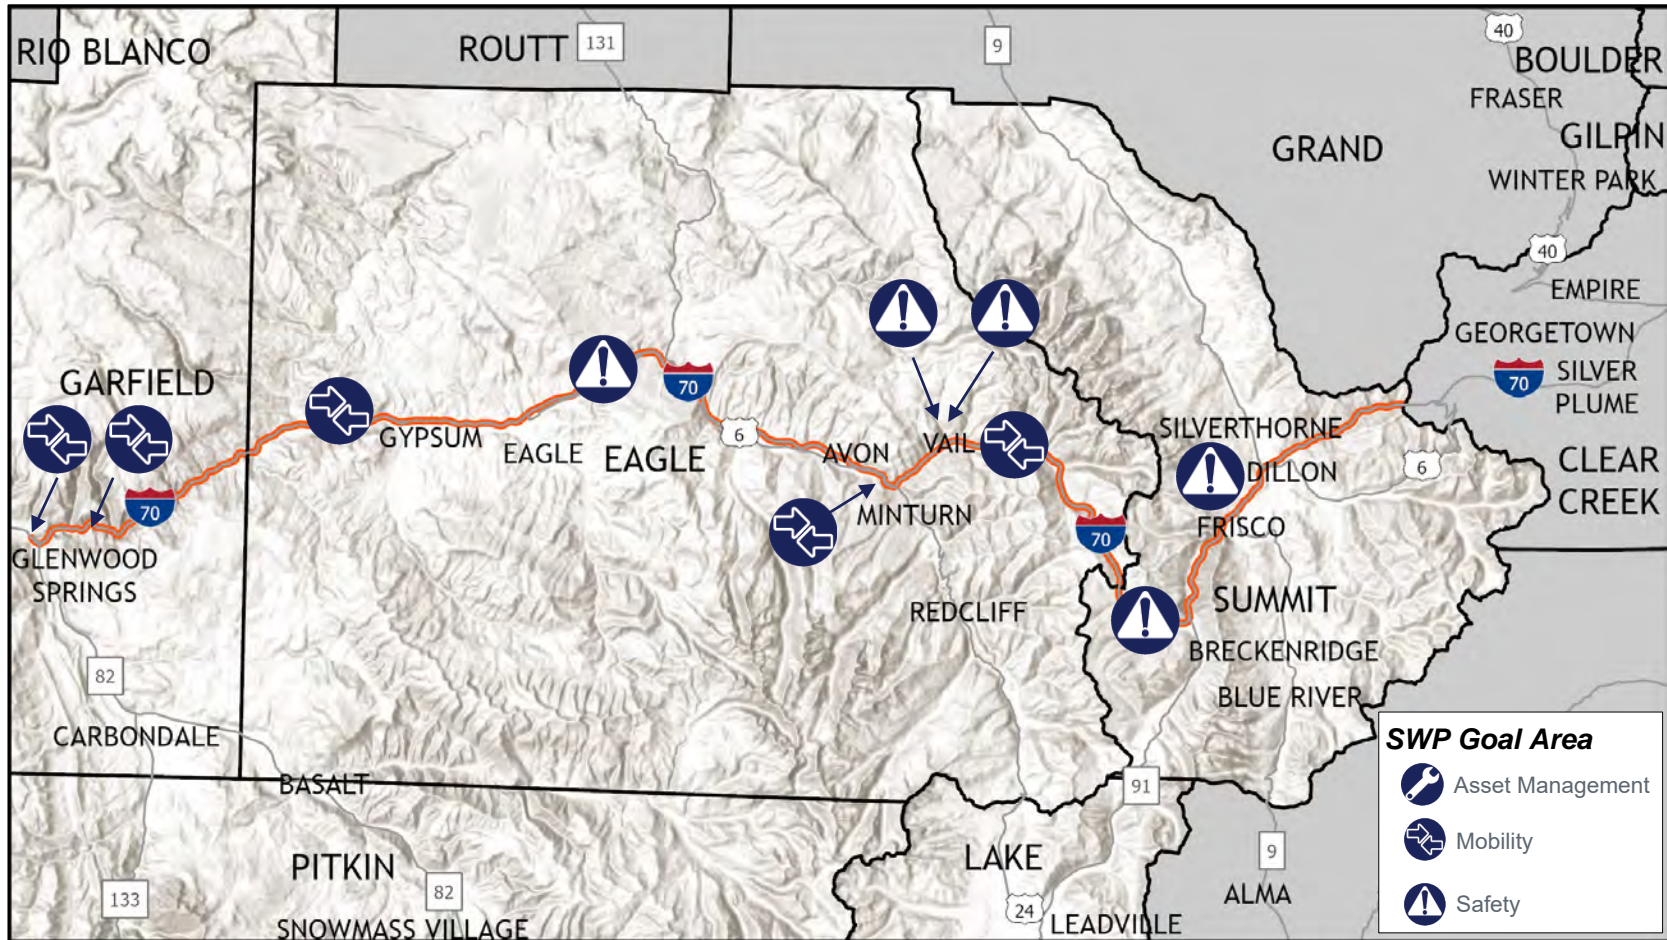 RIO BLANCO
ROUTT
131
9
40
BOULDER
FRASER
GILPIN
GRAND
WINTER PARK
40
EMPIRE
GEORGETOWN
70
SILVER
PLUME
GARFIELD
70
6
GYPSUM
EAGLE
EAGLE
AVON
VAIL
SILVERTHORNE
DILLON
6
CLEAR
CREEK
70
MINTURN
FRISCO
70
GLENWOOD
SPRINGS
REDCLIFF
SUMMIT
BRECKENRIDGE
82
BLUE RIVER
CARBONDALE
BASALT
91
SWP Goal Area
Asset Management
Mobility
Safety
PITKIN
LAKE
9
133
82
24
ALMA
SNOWMASS VILLAGE
LEADVILLE